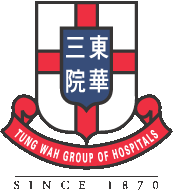 東華三院
TUNG WAH GROUP OF HOSPITALS
SINCE 1870